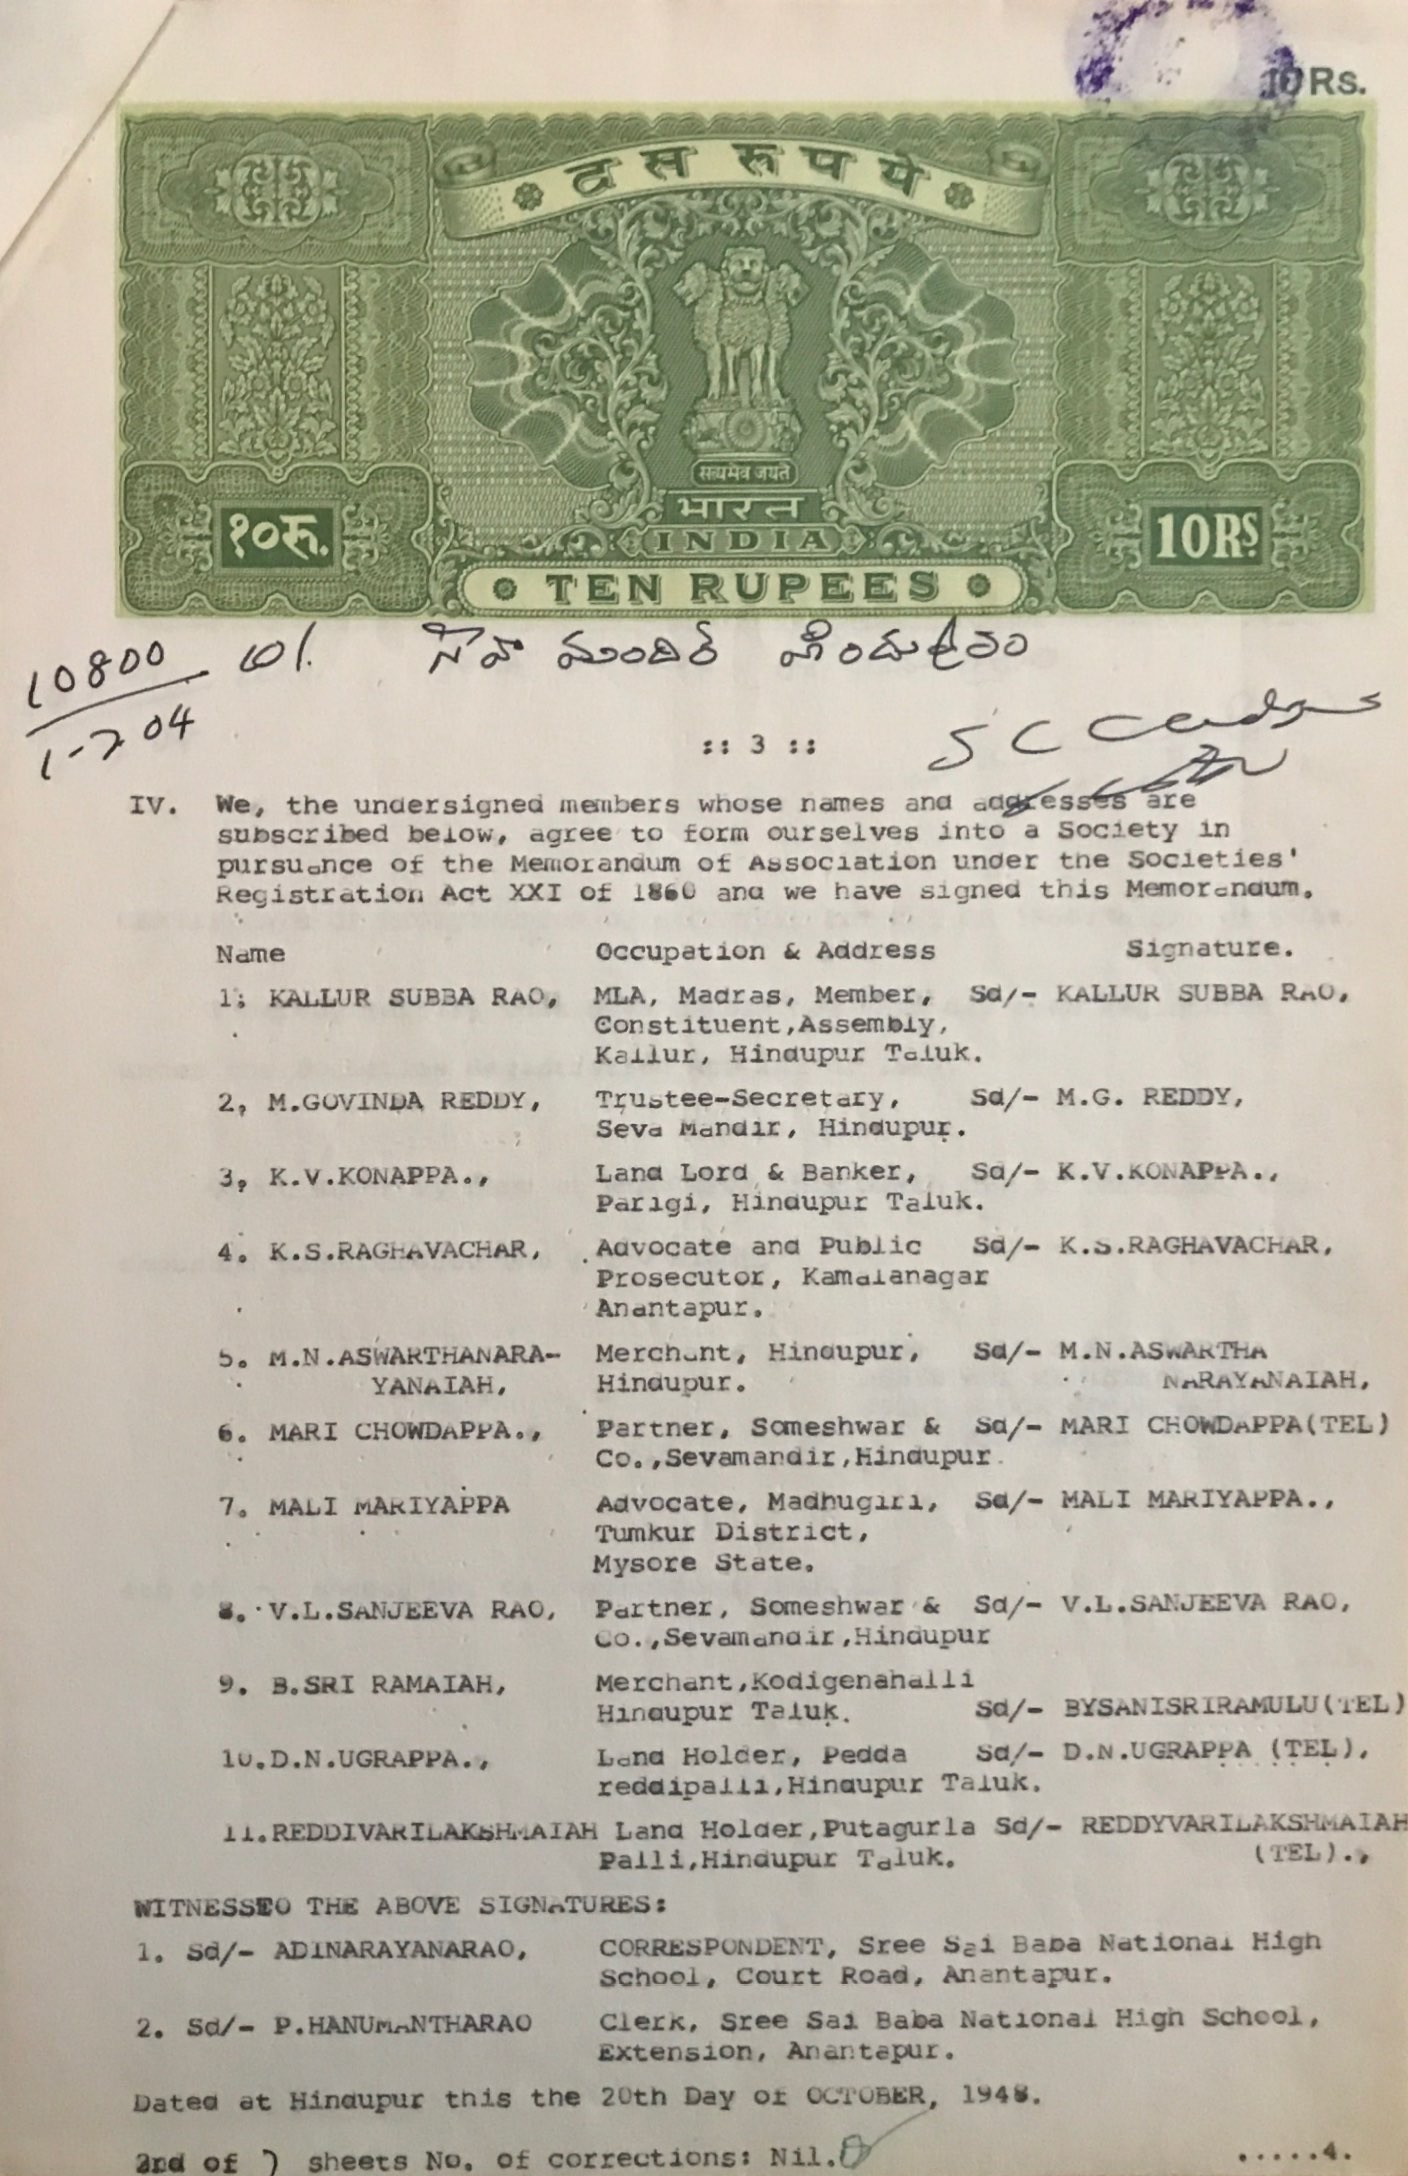 10Rs.
दस रुपये
सत्यमेव जयते
भारत
INDIA
१०रु.
10RS
TEN RUPEES
10800
సేవా మందిర్ హిందుపురం
1-7-04
:: 3 ::
IV. We, the undersigned members whose names and addresses are
subscribed below, agree to form ourselves into a Society in
pursuance of the Memorandum of Association under the Societies'
Registration Act XXI of 1860 and we have signed this Memorandum.
Name Occupation & Address Signature.
1; KALLUR SUBBA RAO, MLA, Madras, Member, Sd/- KALLUR SUBBA RAO,
Constituent,Assembly,
Kallur, Hindupur Taluk.
2, M.GOVINDA REDDY, Trustee-Secretary, Sd/- M.G. REDDY,
Seva Mandir, Hindupur.
3, K.V.KONAPPA., Land Lord & Banker, Sd/- K.V.KONAPPA.,
Parigi, Hindupur Taluk.
4. K.S.RAGHAVACHAR, Advocate and Public Sd/- K.S.RAGHAVACHAR,
Prosecutor, Kamalanagar
Anantapur.
5. M.N.ASWARTHANARA- Merchant, Hindupur, Sd/- M.N.ASWARTHA
YANAIAH, Hindupur. NARAYANAIAH,
6. MARI CHOWDAPPA., Partner, Someshwar & Sd/- MARI CHOWDAPPA(TEL)
Co.,Sevamandir,Hindupur.
7. MALI MARIYAPPA Advocate, Madhugiri, Sd/- MALI MARIYAPPA.,
Tumkur District,
Mysore State.
8. V.L.SANJEEVA RAO, Partner, Someshwar & Sd/- V.L.SANJEEVA RAO,
Co.,Sevamandir,Hindupur
9. B.SRI RAMAIAH, Merchant,Kodigenahalli
Hindupur Taluk. Sd/- BYSANISRIRAMULU(TEL)
10.D.N.UGRAPPA., Land Holder, Pedda Sd/- D.N.UGRAPPA (TEL),
reddipalli,Hindupur Taluk.
11.REDDIVARILAKSHMAIAH Land Holder,Putagurla Sd/- REDDYVARILAKSHMAIAH
Palli,Hindupur Taluk. (TEL).,
WITNESSEO THE ABOVE SIGNATURES:
1. Sd/- ADINARAYANARAO, CORRESPONDENT, Sree Sai Baba National High
School, Court Road, Anantapur.
2. Sd/- P.HANUMANTHARAO Clerk, Sree Sai Baba National High School,
Extension, Anantapur.
Dated at Hindupur this the 20th Day of OCTOBER, 1948.
of sheets No. of corrections: Nil.
.....4.